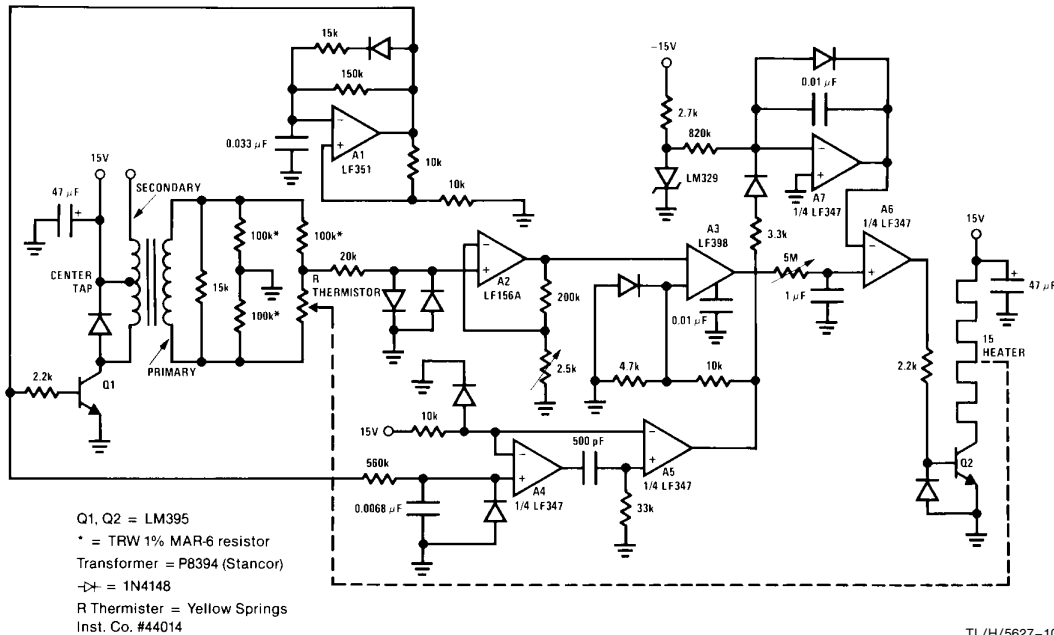 15k
150k
−15V
0.01 μF
2.7k
820k
0.033 μF
A1
LF351
10k
10k
LM329
A7
1/4 LF347
15V
SECONDARY
47 μF
CENTER
TAP
15k
100k*
100k*
100k*
20k
R
THERMISTOR
A2
LF156A
A3
LF398
3.3k
A6
1/4 LF347
15V
5M
1 μF
47 μF
200k
0.01 μF
15
HEATER
2.2k
PRIMARY
2.2k
Q1
2.5k
4.7k
10k
15V
10k
500 pF
560k
A4
1/4 LF347
A5
1/4 LF347
0.0068 μF
33k
Q2
Q1, Q2 = LM395
* = TRW 1% MAR-6 resistor
Transformer = P8394 (Stancor)
= 1N4148
R Thermister = Yellow Springs
Inst. Co. #44014